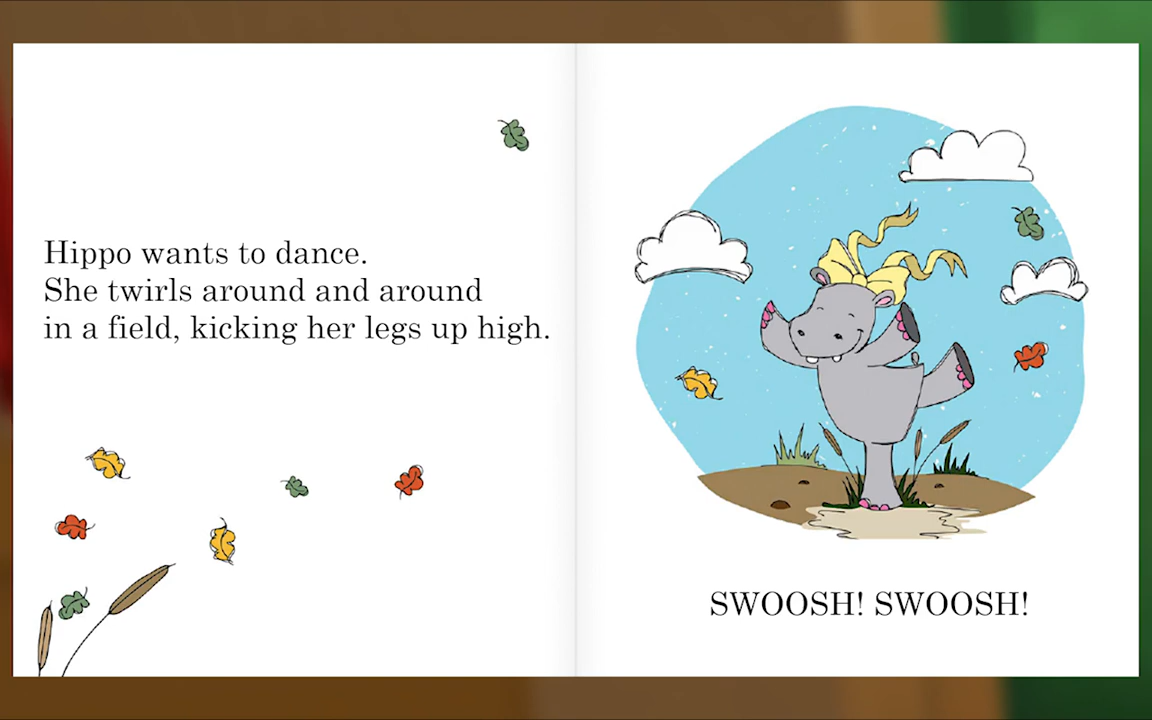 Hippo wants to dance.
She twirls around and around
in a field, kicking her legs up high.
SWOOSH! SWOOSH!